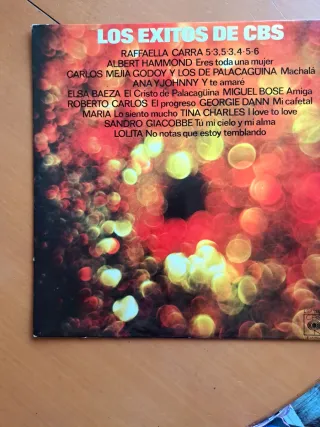 LOS EXITOS DE CBS
RAFFAELLA CARRA 5·3,5·3,4·5·6
ALBERT HAMMOND Eres toda una mujer
CARLOS MEJIA GODOY Y LOS DE PALACAGÜINA Machalá
ANA Y JOHNNY Y te amaré
ELSA BAEZA El Cristo de Palacagüina MIGUEL BOSE Amiga
ROBERTO CARLOS El progreso GEORGIE DANN Mi cafetal
MARIA Lo siento mucho TINA CHARLES I love to love
SANDRO GIACOBBE Tú mi cielo y mi alma
LOLITA No notas que estoy temblando